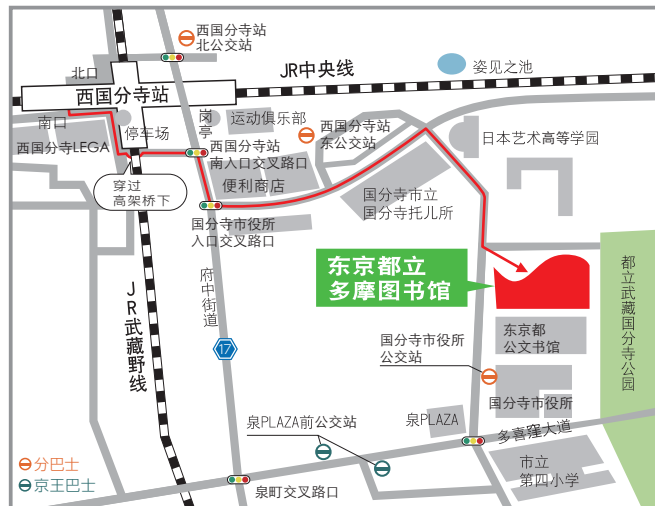 西国分寺站
北公交站
JR中央线
姿见之池
北口
西国分寺站
南口
停车场
岗亭
运动俱乐部
西国分寺站
东公交站
日本艺术高等学园
西国分寺LEGA
西国分寺站
南入口交叉路口
穿过
高架桥下
便利商店
国分寺市立
国分寺托儿所
国分寺市役所
入口交叉路口
东京都立
多摩图书馆
都立武藏国分寺公园
府中街道
JR武藏野线
17
东京都
公文书馆
国分寺市役所
公交站
国分寺市役所
泉PLAZA前公交站
泉PLAZA
多喜窪大道
市立
第四小学
分巴士
京王巴士
泉町交叉路口